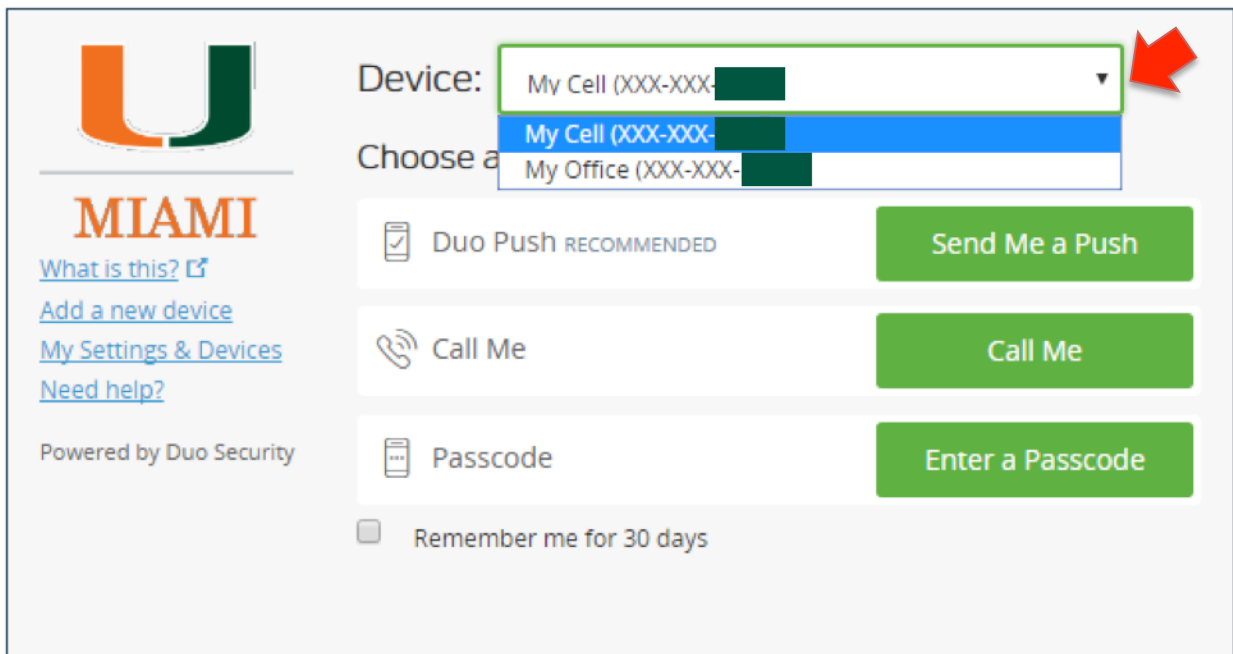 MIAMI
What is this?
Add a new device
My Settings & Devices
Need help?
Powered by Duo Security
Device: My Cell (XXX-XXX-
My Cell (XXX-XXX-
My Office (XXX-XXX-
Choose a
Duo Push RECOMMENDED Send Me a Push
Call Me Call Me
Passcode Enter a Passcode
Remember me for 30 days